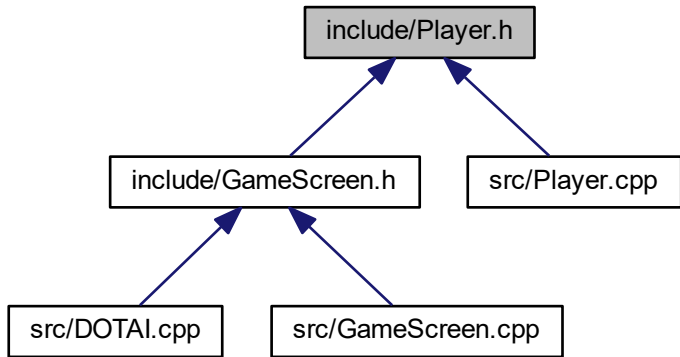 include/Player.h
include/GameScreen.h
src/Player.cpp
src/DOTAI.cpp
src/GameScreen.cpp